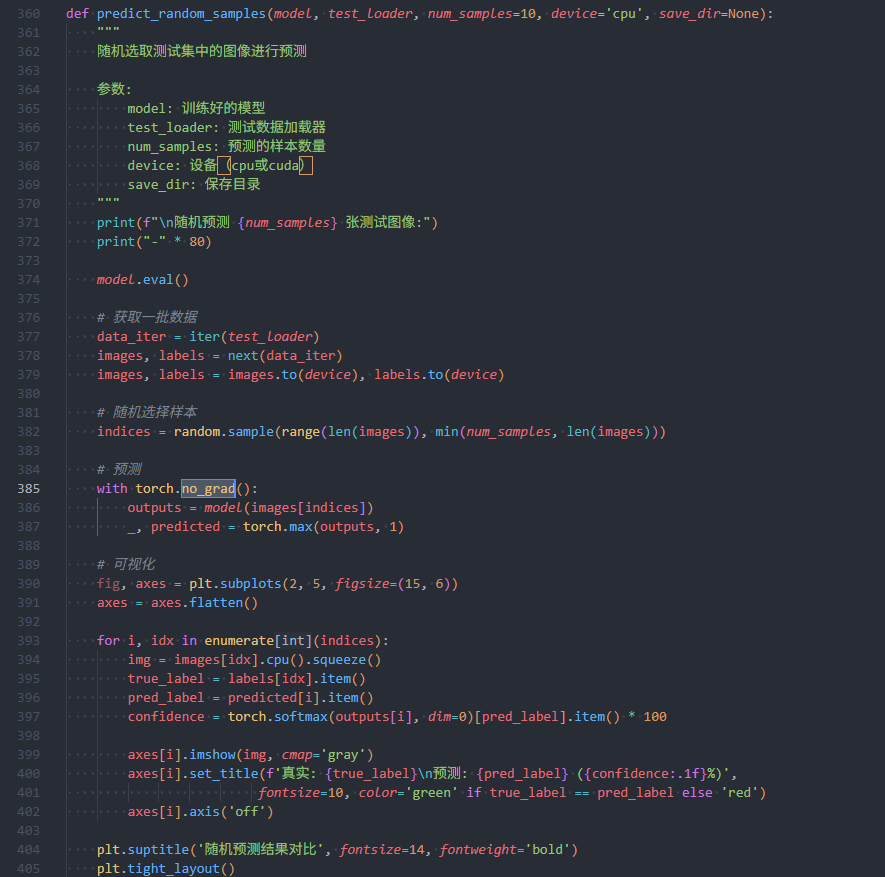 360 def predict_random_samples(model, test_loader, num_samples=10, device='cpu', save_dir=None):
361     """
362     随机选取测试集中的图像进行预测
363
364     参数:
365         model: 训练好的模型
366         test_loader: 测试数据加载器
367         num_samples: 预测的样本数量
368         device: 设备（cpu或cuda）
369         save_dir: 保存目录
370     """
371     print(f"\n随机预测 {num_samples} 张测试图像:")
372     print("-" * 80)
373
374     model.eval()
375
376     # 获取一批数据
377     data_iter = iter(test_loader)
378     images, labels = next(data_iter)
379     images, labels = images.to(device), labels.to(device)
380
381     # 随机选择样本
382     indices = random.sample(range(len(images)), min(num_samples, len(images)))
383
384     # 预测
385     with torch.no_grad():
386         outputs = model(images[indices])
387         _, predicted = torch.max(outputs, 1)
388
389     # 可视化
390     fig, axes = plt.subplots(2, 5, figsize=(15, 6))
391     axes = axes.flatten()
392
393     for i, idx in enumerate[int](indices):
394         img = images[idx].cpu().squeeze()
395         true_label = labels[idx].item()
396         pred_label = predicted[i].item()
397         confidence = torch.softmax(outputs[i], dim=0)[pred_label].item() * 100
398
399         axes[i].imshow(img, cmap='gray')
400         axes[i].set_title(f'真实: {true_label}\n预测: {pred_label} ({confidence:.1f}%)',
401                          fontsize=10, color='green' if true_label == pred_label else 'red')
402         axes[i].axis('off')
403
404     plt.suptitle('随机预测结果对比', fontsize=14, fontweight='bold')
405     plt.tight_layout()